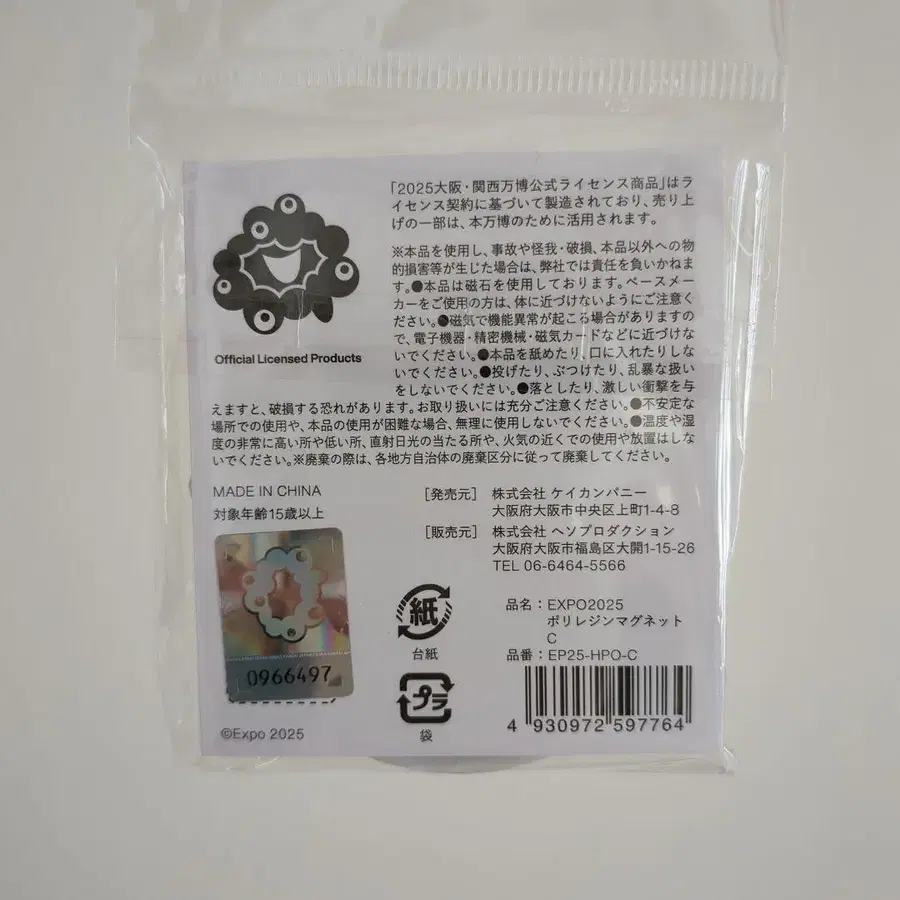 「2025大阪・関西万博公式ライセンス商品」はラ
イセンス契約に基づいて製造されており、売り上
げの一部は、本万博のために活用されます。
※本品を使用し、事故や怪我・破損、本品以外への物
的損害等が生じた場合は、弊社では責任を負いかねま
す。●本品は磁石を使用しております。ペースメー
カーをご使用の方は、体に近づけないようにご注意く
ださい。●磁気で機能異常が起こる場合がありますの
で、電子機器・精密機械・磁気カードなどに近づけな
いでください。●本品を舐めたり、口に入れたりしな
いでください。●投げたり、ぶつけたり、乱暴な扱い
をしないでください。●落としたり、激しい衝撃を与
えますと、破損する恐れがあります。お取り扱いには充分ご注意ください。●不安定な
場所での使用や、本品の使用が困難な場合、無理に使用しないでください。●温度や湿
度の非常に高い所や低い所、直射日光の当たる所や、火気の近くでの使用や放置はしな
いでください。※廃棄の際は、各地方自治体の廃棄区分に従って廃棄してください。
Official Licensed Products
MADE IN CHINA
対象年齢15歳以上
[発売元] 株式会社 ケイカンパニー
大阪府大阪市中央区上町1-4-8
[販売元] 株式会社 ヘソプロダクション
大阪府大阪市福島区大開1-15-26
TEL 06-6464-5566
0966497
©Expo 2025
紙
台紙
プラ
袋
品名：EXPO2025
ポリレジンマグネット
C
品番：EP25-HPO-C
4 930972 597764